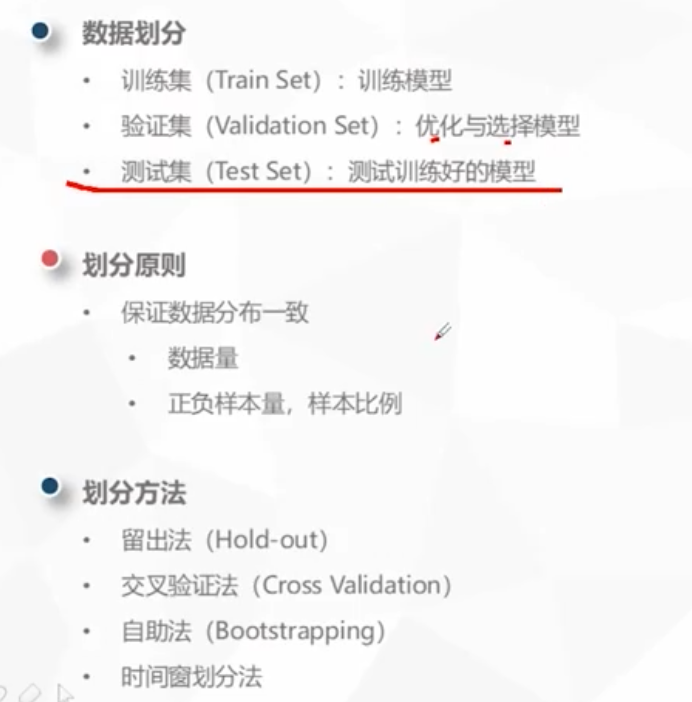 数据划分
• 训练集（Train Set）：训练模型
• 验证集（Validation Set）：优化与选择模型
• 测试集（Test Set）：测试训练好的模型
划分原则
• 保证数据分布一致
• 数据量
• 正负样本量，样本比例
划分方法
• 留出法（Hold-out）
• 交叉验证法（Cross Validation）
• 自助法（Bootstrapping）
• 时间窗划分法